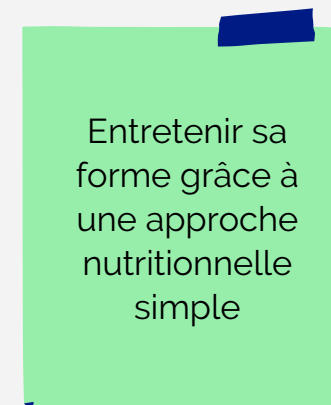 Entretenir sa
forme grâce à
une approche
nutritionnelle
simple